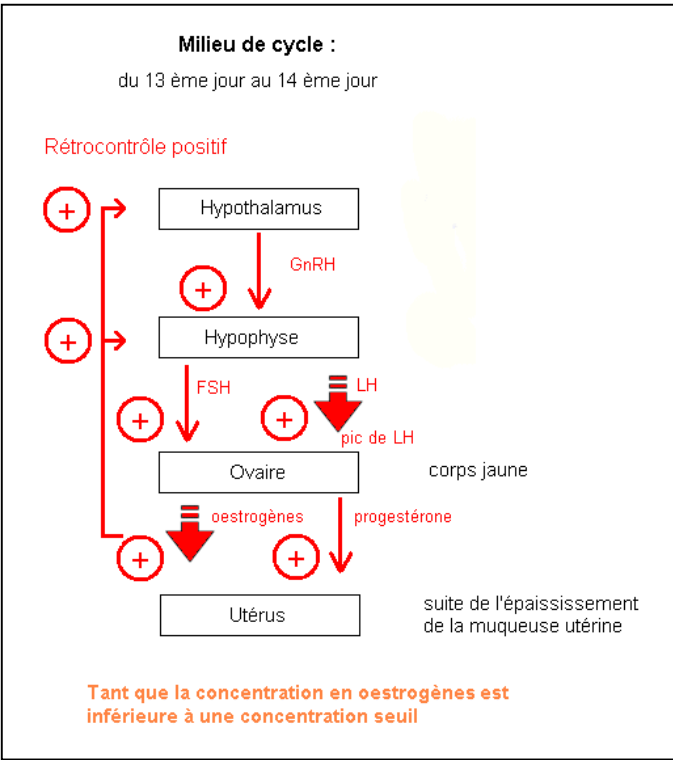 Milieu de cycle :
du 13 ème jour au 14 ème jour
Rétrocontrôle positif
+
Hypothalamus
GnRH
+
+
Hypophyse
FSH
LH
+
+
pic de LH
Ovaire
corps jaune
oestrogènes
progestérone
+
+
Utérus
suite de l'épaississement
de la muqueuse utérine
Tant que la concentration en oestrogènes est
inférieure à une concentration seuil